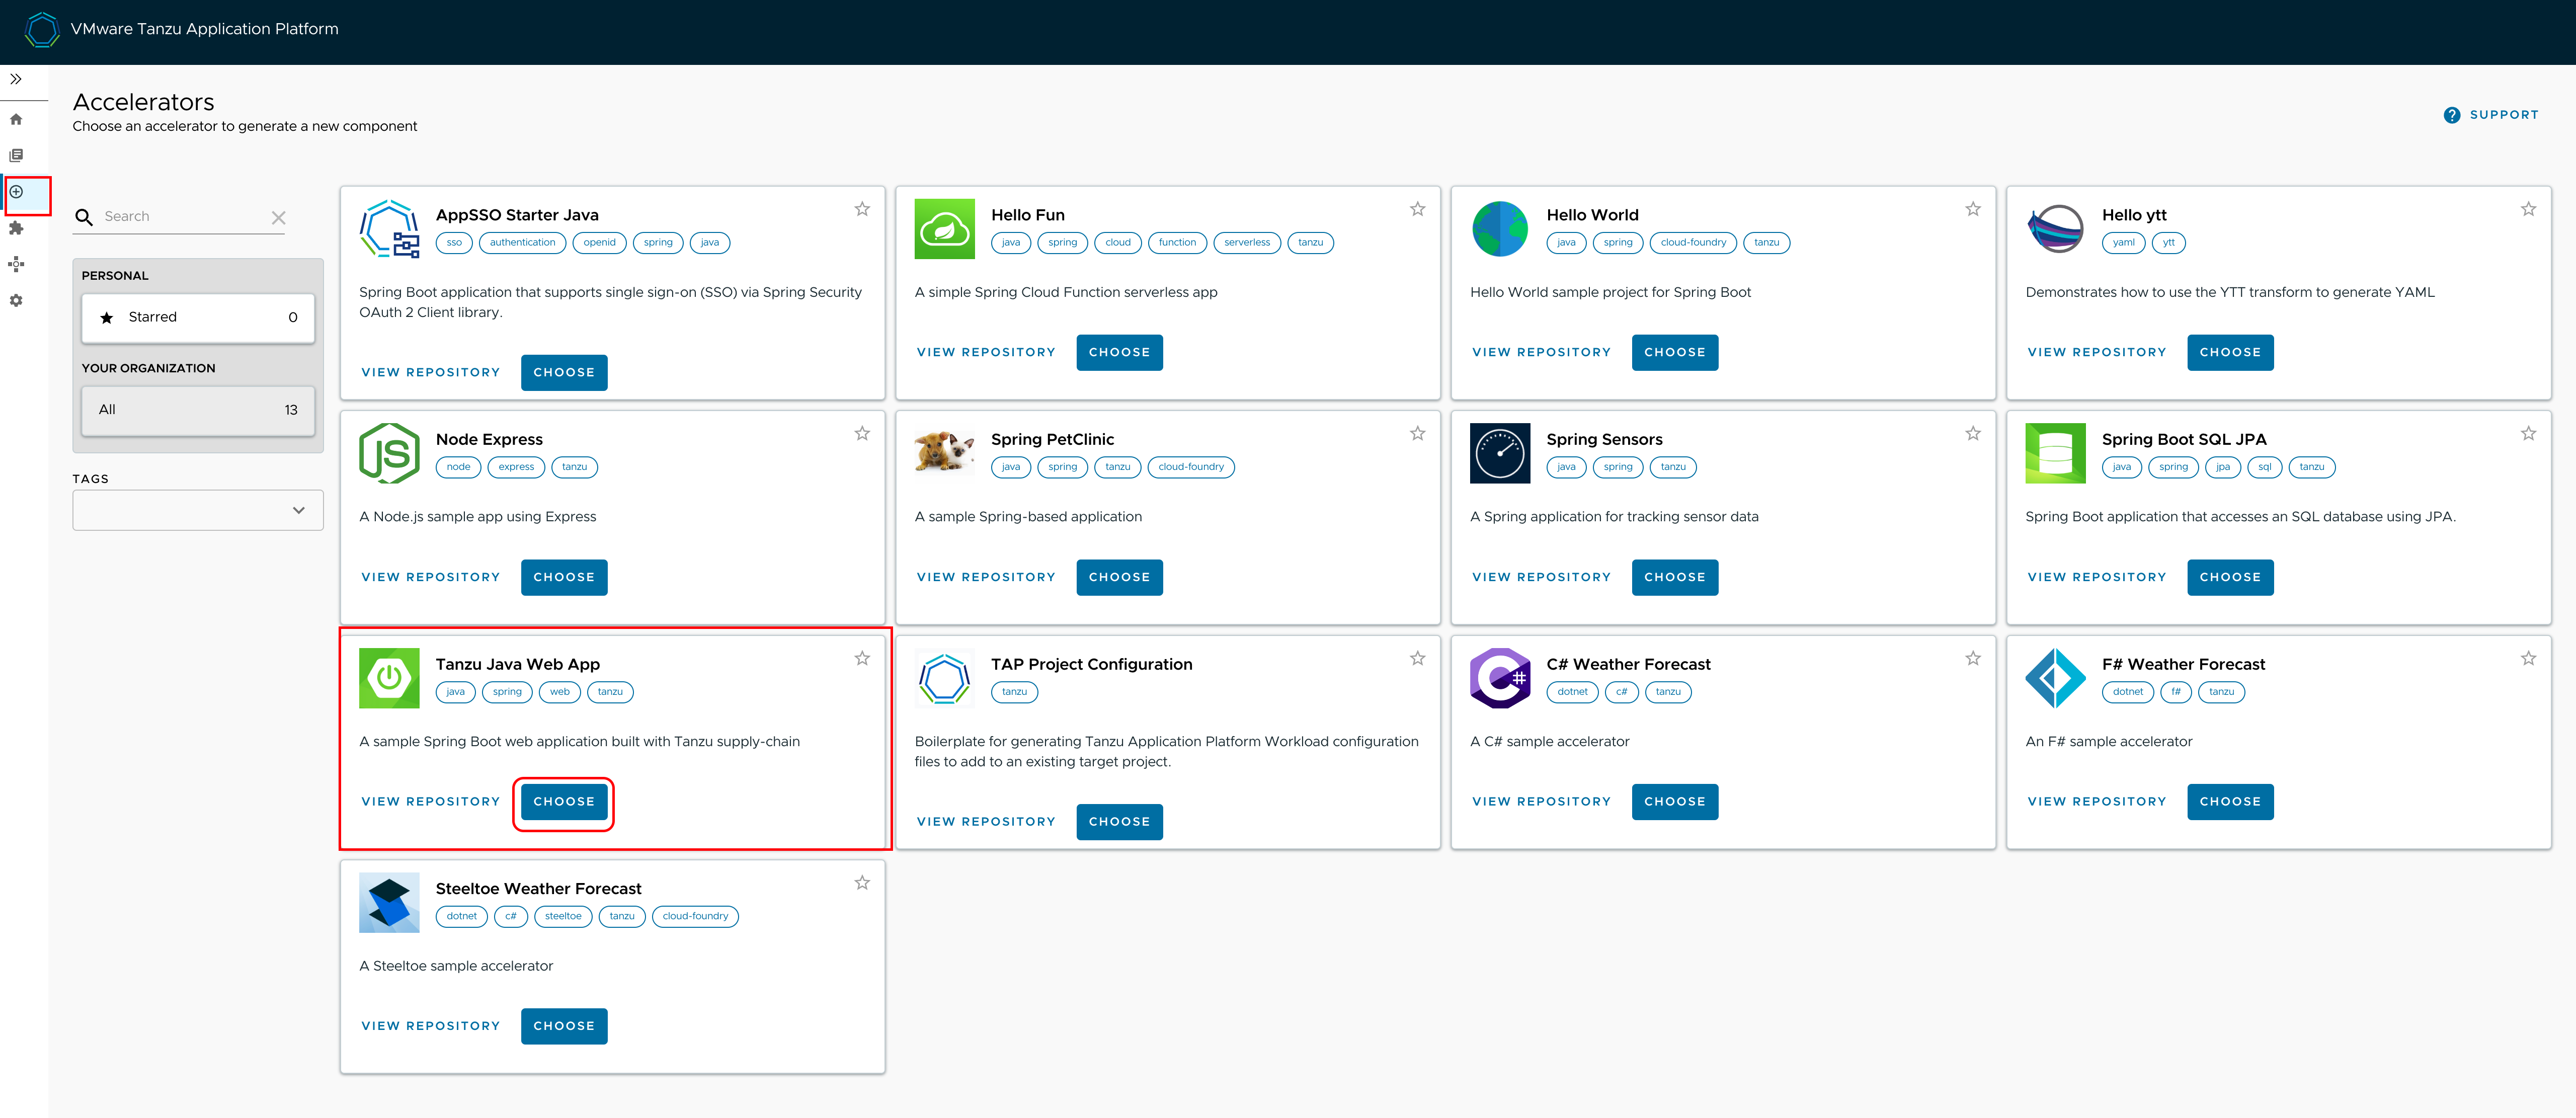 VMware Tanzu Application Platform
Accelerators
Choose an accelerator to generate a new component
? SUPPORT
Search
PERSONAL
Starred 0
YOUR ORGANIZATION
All 13
TAGS
AppSSO Starter Java
sso authentication openid spring java
Spring Boot application that supports single sign-on (SSO) via Spring Security
OAuth 2 Client library.
VIEW REPOSITORY CHOOSE
Hello Fun
java spring cloud function serverless tanzu
A simple Spring Cloud Function serverless app
VIEW REPOSITORY CHOOSE
Hello World
java spring cloud-foundry tanzu
Hello World sample project for Spring Boot
VIEW REPOSITORY CHOOSE
Hello ytt
yaml ytt
Demonstrates how to use the YTT transform to generate YAML
VIEW REPOSITORY CHOOSE
JS
Node Express
node express tanzu
A Node.js sample app using Express
VIEW REPOSITORY CHOOSE
Spring PetClinic
java spring tanzu cloud-foundry
A sample Spring-based application
VIEW REPOSITORY CHOOSE
Spring Sensors
java spring tanzu
A Spring application for tracking sensor data
VIEW REPOSITORY CHOOSE
Spring Boot SQL JPA
java spring jpa sql tanzu
Spring Boot application that accesses an SQL database using JPA.
VIEW REPOSITORY CHOOSE
Tanzu Java Web App
java spring web tanzu
A sample Spring Boot web application built with Tanzu supply-chain
VIEW REPOSITORY CHOOSE
TAP Project Configuration
tanzu
Boilerplate for generating Tanzu Application Platform Workload configuration
files to add to an existing target project.
VIEW REPOSITORY CHOOSE
C#
C# Weather Forecast
dotnet c# tanzu
A C# sample accelerator
VIEW REPOSITORY CHOOSE
F# Weather Forecast
dotnet f# tanzu
An F# sample accelerator
VIEW REPOSITORY CHOOSE
Steeltoe Weather Forecast
dotnet c# steeltoe tanzu cloud-foundry
A Steeltoe sample accelerator
VIEW REPOSITORY CHOOSE